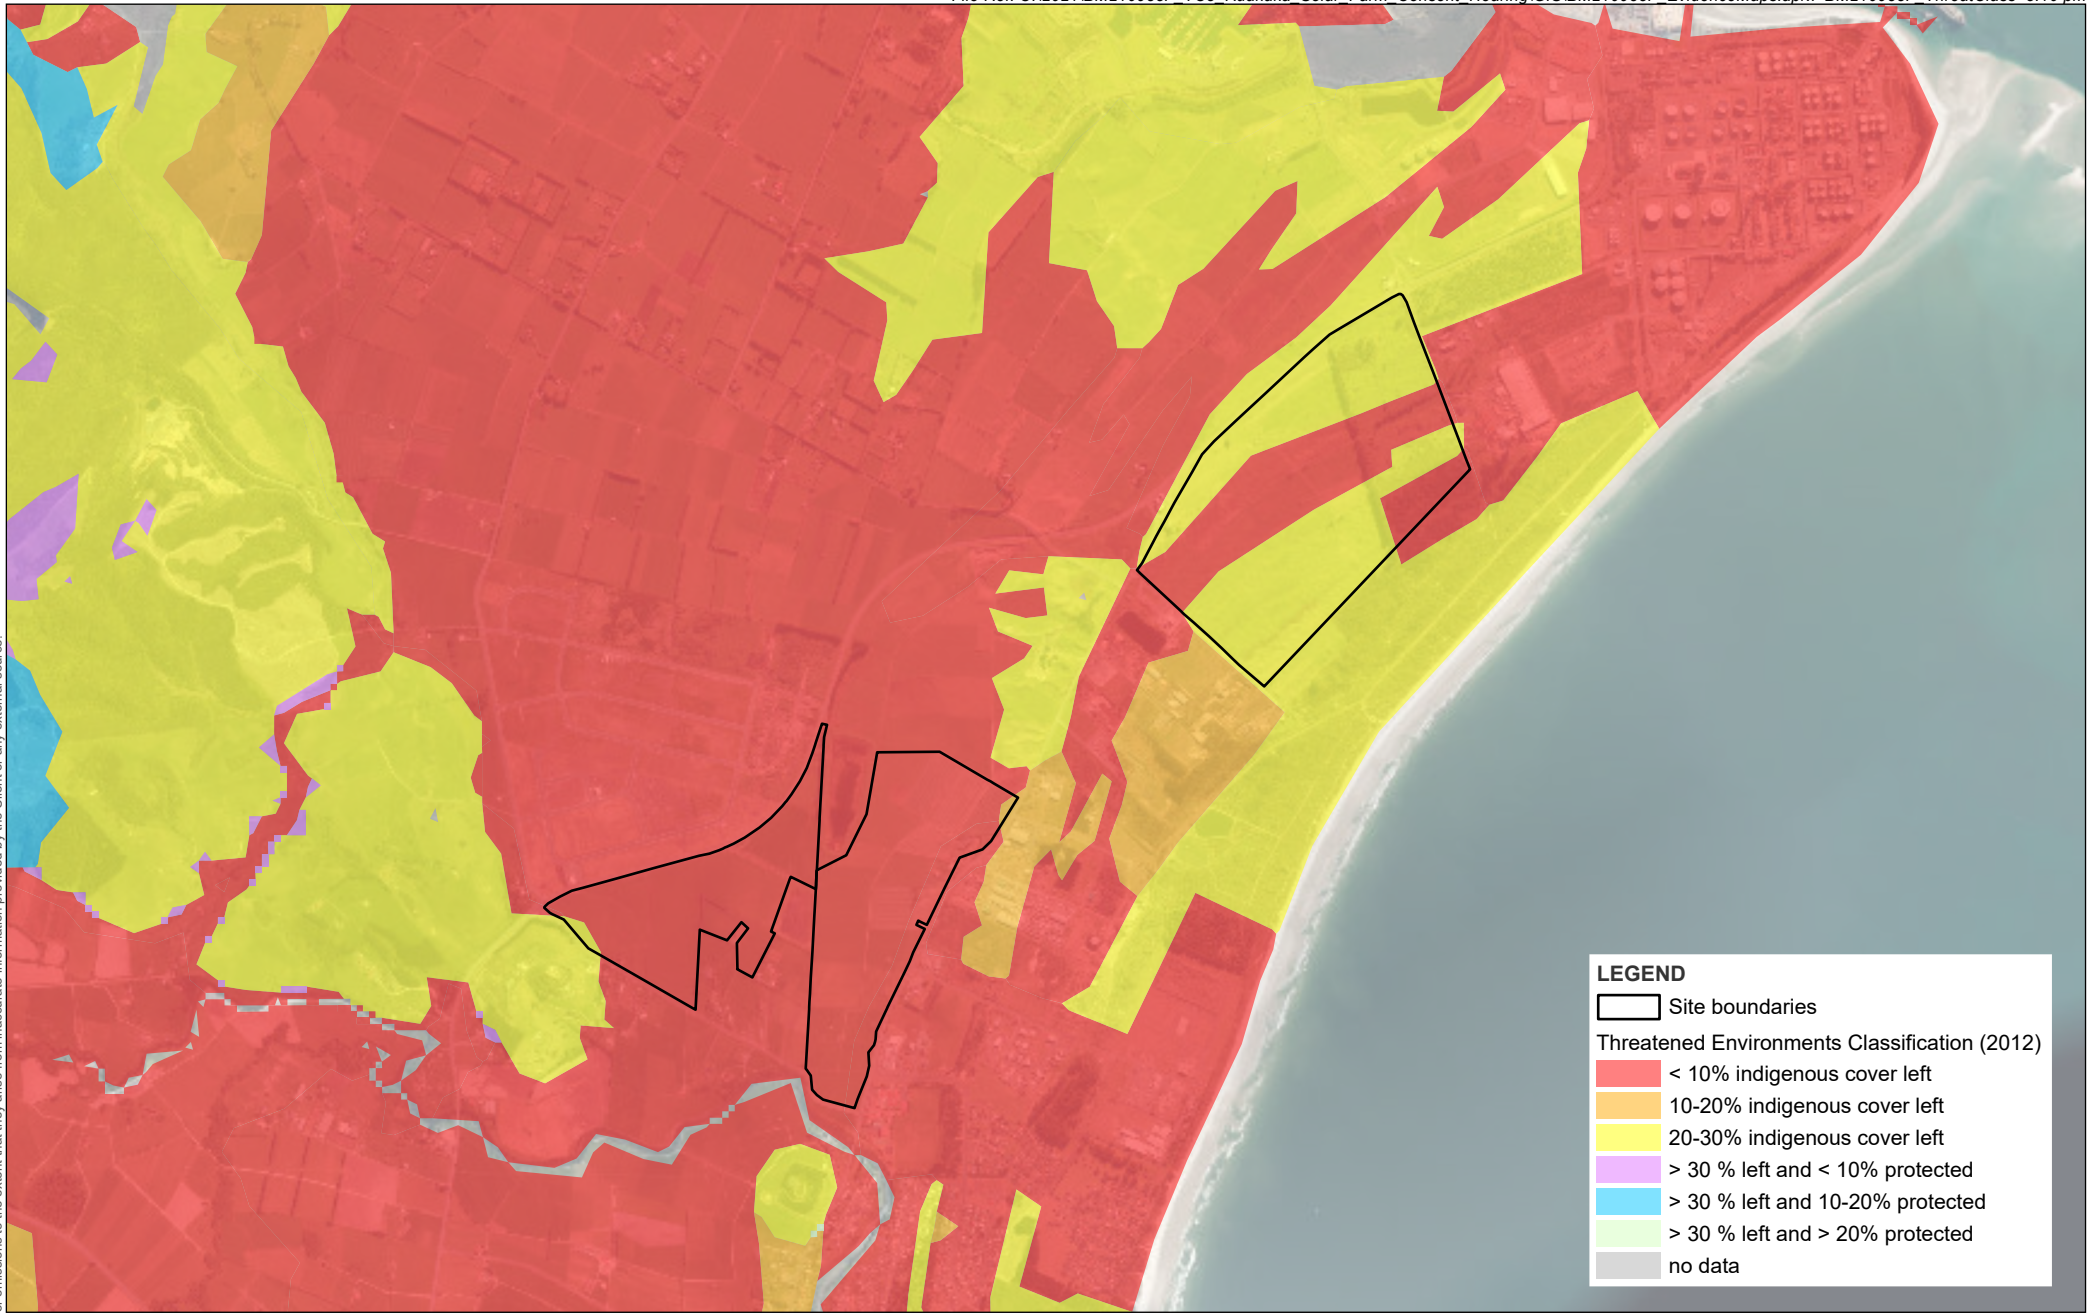 LEGEND
Site boundaries
Threatened Environments Classification (2012)
< 10% indigenous cover left
10-20% indigenous cover left
20-30% indigenous cover left
> 30 % left and < 10% protected
> 30 % left and 10-20% protected
> 30 % left and > 20% protected
no data